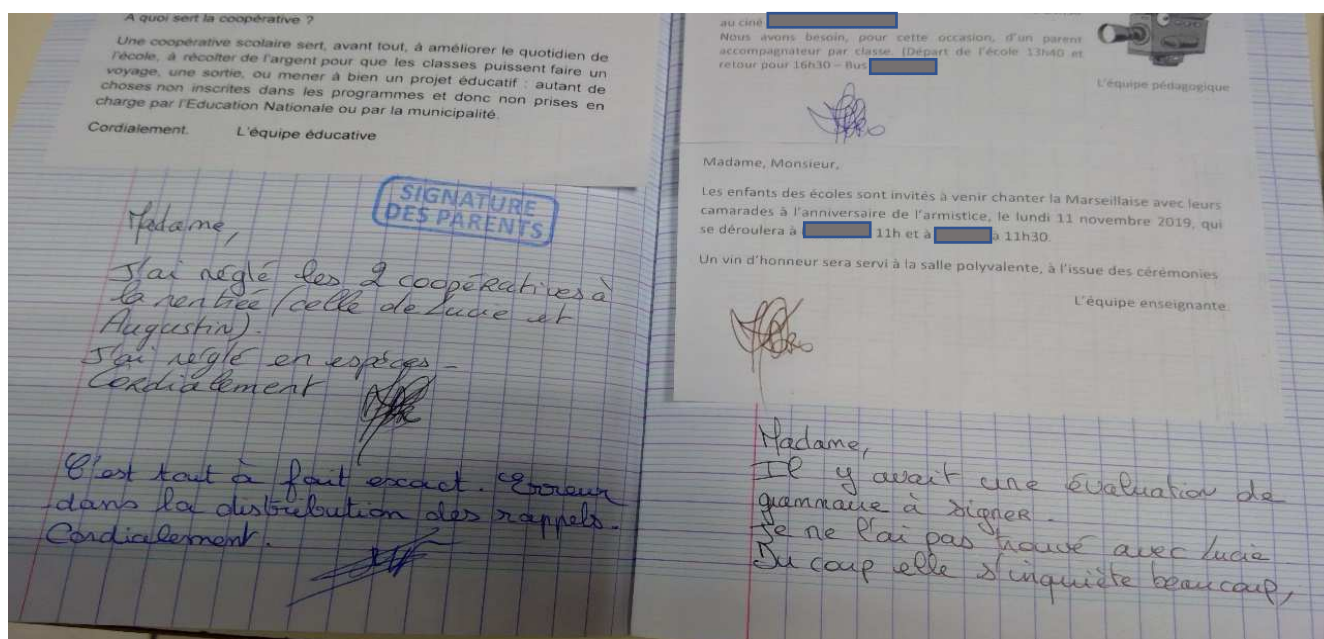 A quoi sert la coopérative ?
Une coopérative scolaire sert, avant tout, à améliorer le quotidien de
l'école, à récolter de l'argent pour que les classes puissent faire un
voyage, une sortie, ou mener à bien un projet éducatif : autant de
choses non inscrites dans les programmes et donc non prises en
charge par l'Education Nationale ou par la municipalité.
Cordialement. L'équipe éducative
SIGNATURE
DES PARENTS
Madame,
J'ai réglé les 2 coopératives à
la rentrée (celle de Lucie et
Augustin).
J'ai réglé en espèces -
Cordialement
C'est tout à fait exact. Erreur
dans la distribution des rappels.
Cordialement.
au ciné
Nous avons besoin, pour cette occasion, d'un parent
accompagnateur par classe. (Départ de l'école 13h40 et
retour pour 16h30 – Bus
L'équipe pédagogique
Madame, Monsieur,
Les enfants des écoles sont invités à venir chanter la Marseillaise avec leurs
camarades à l'anniversaire de l'armistice, le lundi 11 novembre 2019, qui
se déroulera à 11h et à à 11h30.
Un vin d'honneur sera servi à la salle polyvalente, à l'issue des cérémonies
L'équipe enseignante.
Madame,
Il y avait une évaluation de
grammaire à signer.
Je ne l'ai pas trouvé avec Lucie
Du coup elle s'inquiète beaucoup,